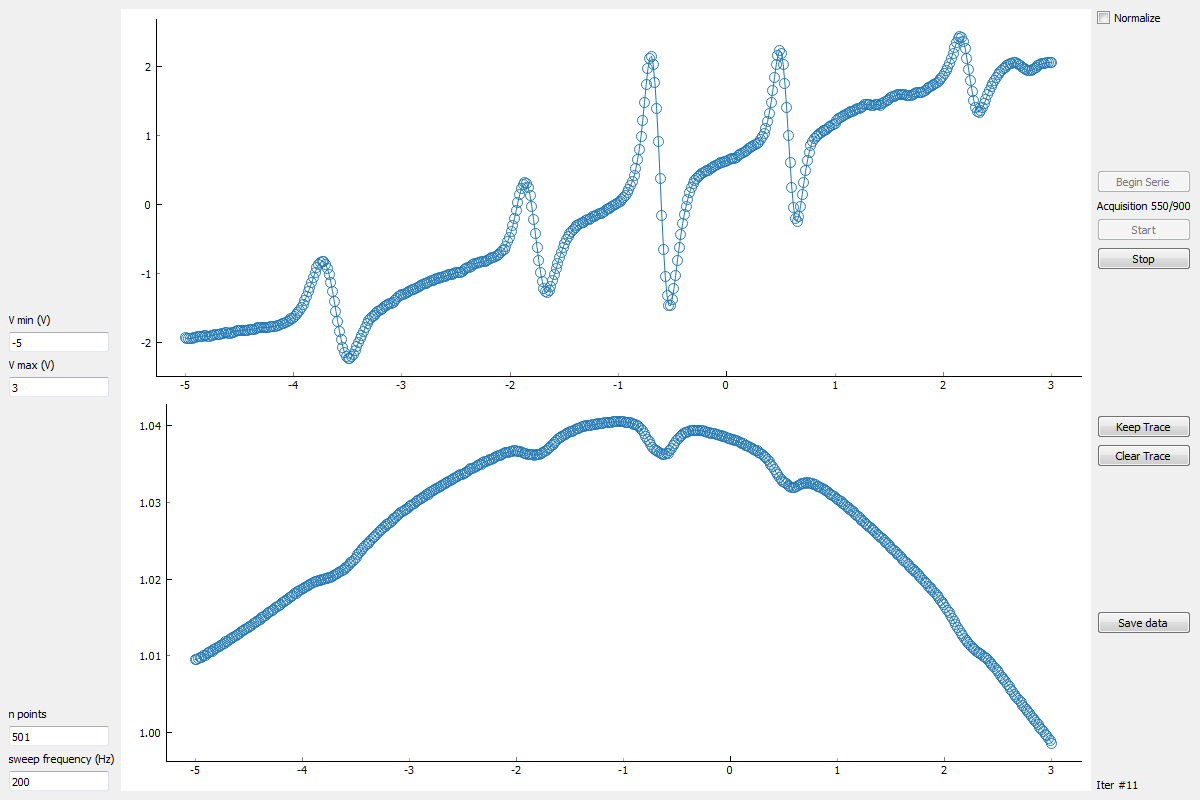 Normalize
2
1
0
-1
-2
-5
-4
-3
-2
-1
0
1
2
3
Begin Serie
Acquisition 550/900
Start
Stop
V min (V)
-5
V max (V)
3
1.04
1.03
1.02
1.01
1.00
-5
-4
-3
-2
-1
0
1
2
3
Keep Trace
Clear Trace
Save data
n points
501
sweep frequency (Hz)
200
Iter #11